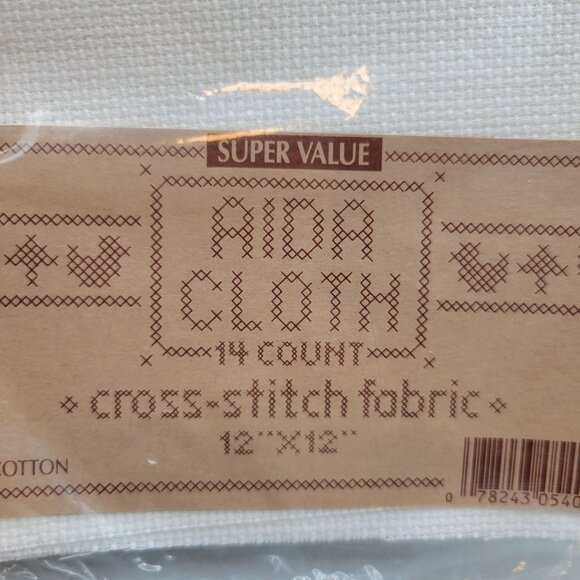 SUPER VALUE
AIDA
CLOTH
14 COUNT
cross-stitch fabric
12"X12"
COTTON
0 78243 0540